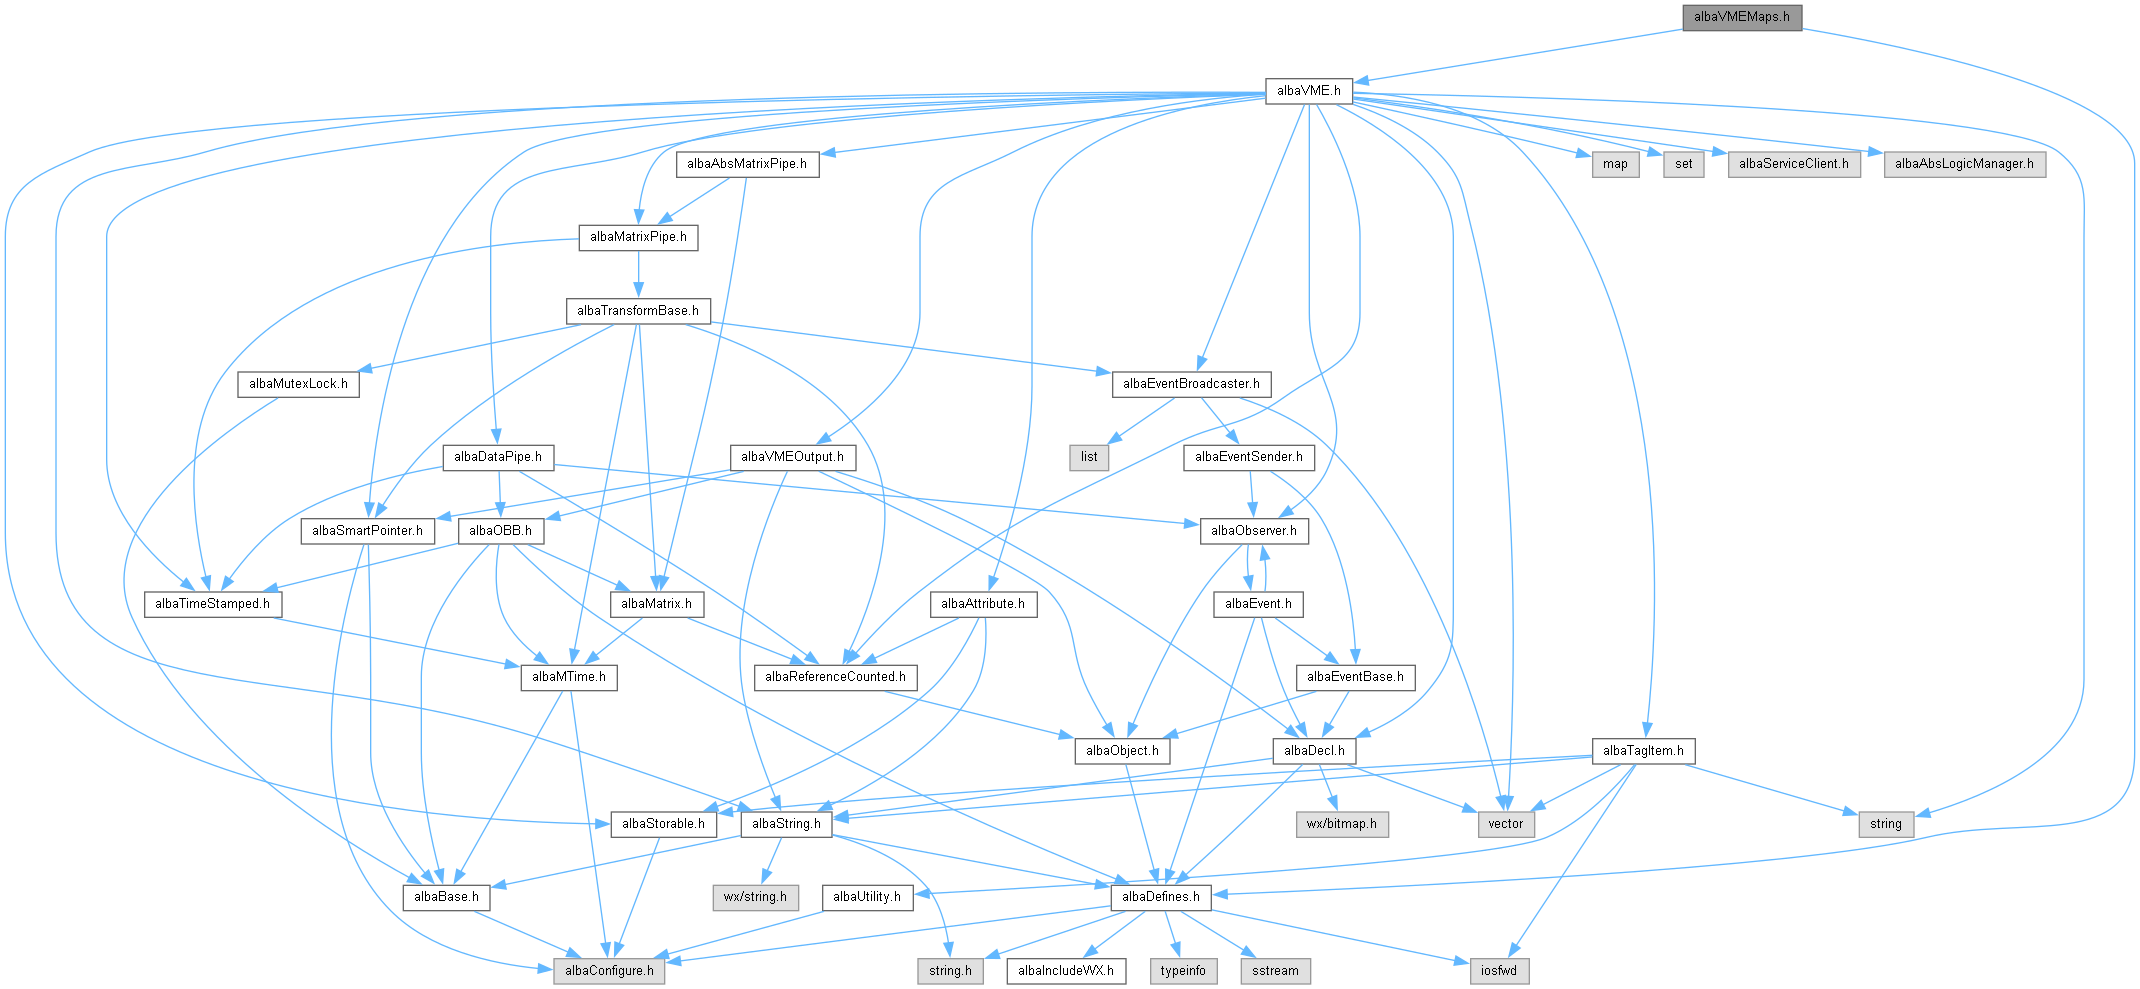 albaVMEMaps.h
albaVME.h
albaAbsMatrixPipe.h
map
set
albaServiceClient.h
albaAbsLogicManager.h
albaMatrixPipe.h
albaTransformBase.h
albaMutexLock.h
albaEventBroadcaster.h
albaDataPipe.h
albaVMEOutput.h
list
albaEventSender.h
albaSmartPointer.h
albaOBB.h
albaObserver.h
albaTimeStamped.h
albaMatrix.h
albaAttribute.h
albaEvent.h
albaMTime.h
albaReferenceCounted.h
albaEventBase.h
albaObject.h
albaDecl.h
albaTagItem.h
albaStorable.h
albaString.h
wx/bitmap.h
vector
string
albaBase.h
wx/string.h
albaUtility.h
albaDefines.h
albaConfigure.h
string.h
albaIncludeWX.h
typeinfo
sstream
iosfwd